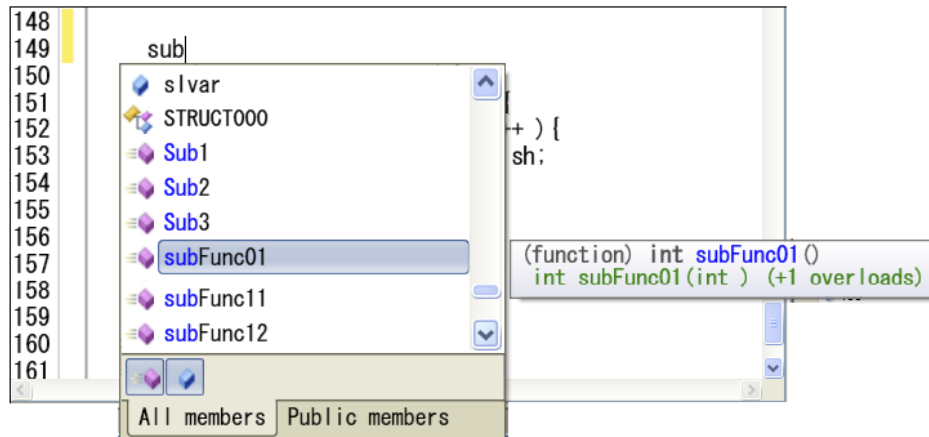 148
149 sub
150
151 {
152 ++ ) {
153 sh;
154
155
156
157
158
159
160
161
slvar
STRUCT000
Sub1
Sub2
Sub3
subFunc01
subFunc11
subFunc12
(function) int subFunc01()
int subFunc01(int ) (+1 overloads)
All members Public members